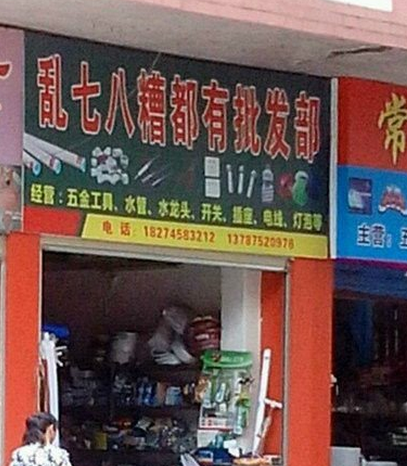 乱七八糟都有批发部
经营：五金工具、水管、水龙头、开关、插座、电线、灯泡等
电话：18274583212 13787520976
常
主营：五